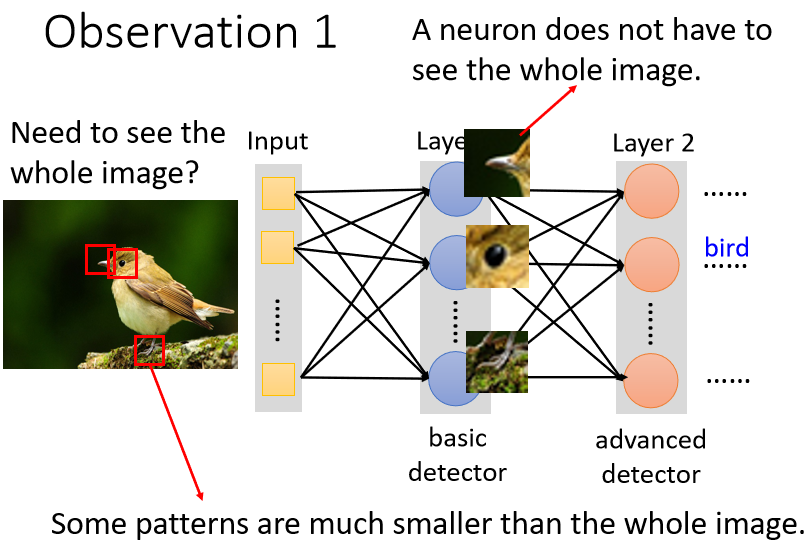 Observation 1
A neuron does not have to
see the whole image.
Need to see the
whole image?
Input
Laye
Layer 2
......
bird
......
......
basic
detector
advanced
detector
Some patterns are much smaller than the whole image.